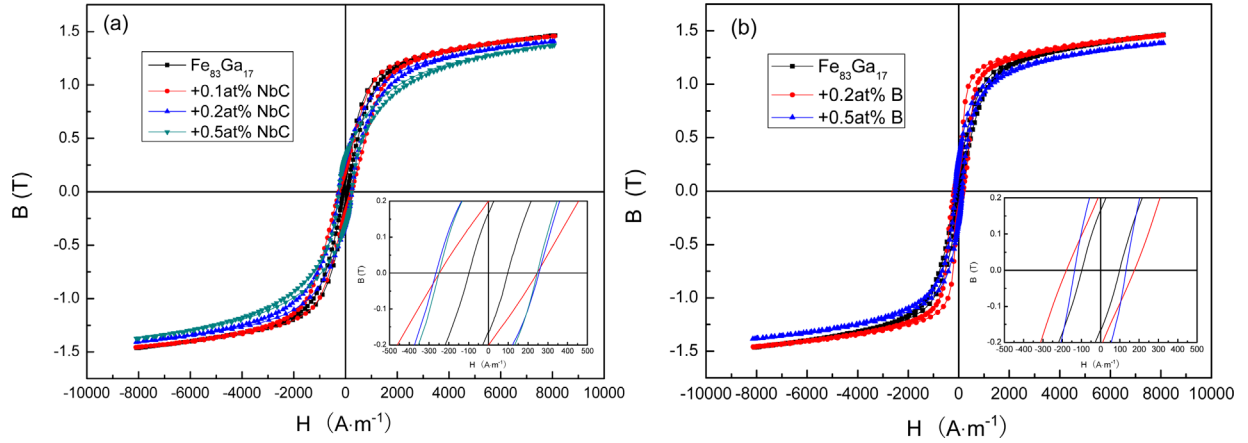 (a)
Fe83Ga17
+0.1at% NbC
+0.2at% NbC
+0.5at% NbC
B (T)
1.5
1.0
0.5
0.0
-0.5
-1.0
-1.5
-10000 -8000 -6000 -4000 -2000 0 2000 4000 6000 8000 10000
H (A·m-1)
B (T)
0.2
0.1
0.0
-0.1
-0.2
-500 -400 -300 -200 -100 0 100 200 300 400 500
H (A·m-1)
(b)
Fe83Ga17
+0.2at% B
+0.5at% B
B (T)
1.5
1.0
0.5
0.0
-0.5
-1.0
-1.5
-10000 -8000 -6000 -4000 -2000 0 2000 4000 6000 8000 10000
H (A·m-1)
B (T)
0.2
0.1
0.0
-0.1
-0.2
-500 -400 -300 -200 -100 0 100 200 300 400 500
H (A·m-1)